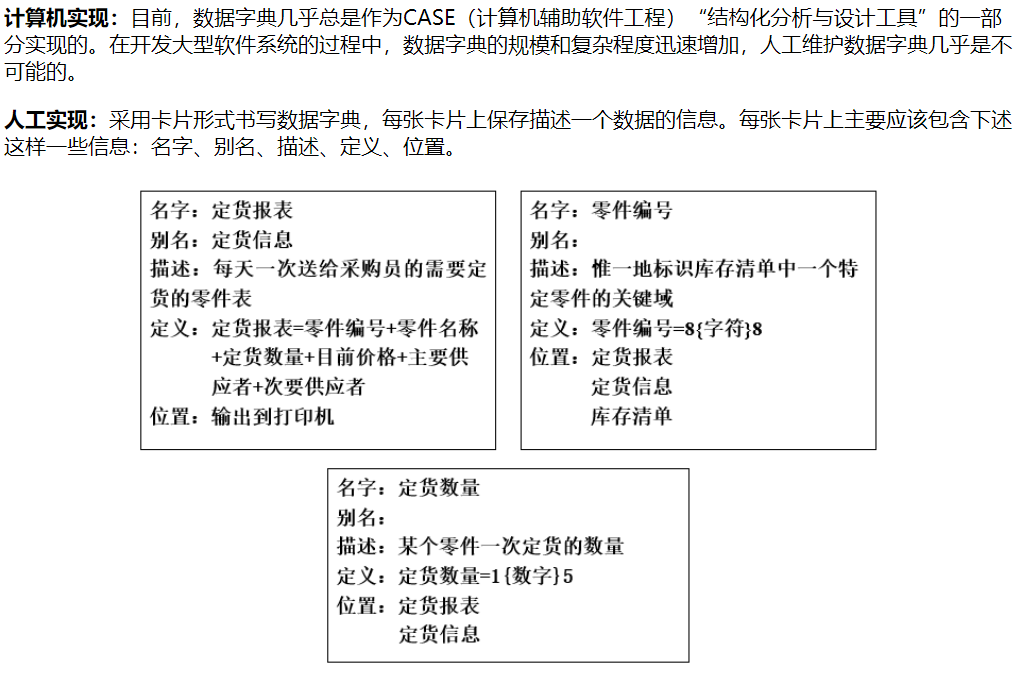 计算机实现：目前，数据字典几乎总是作为CASE（计算机辅助软件工程）“结构化分析与设计工具”的一部
分实现的。在开发大型软件系统的过程中，数据字典的规模和复杂程度迅速增加，人工维护数据字典几乎是不
可能的。
人工实现：采用卡片形式书写数据字典，每张卡片上保存描述一个数据的信息。每张卡片上主要应该包含下述
这样一些信息：名字、别名、描述、定义、位置。
名字：定货报表
别名：定货信息
描述：每天一次送给采购员的需要定
货的零件表
定义：定货报表=零件编号+零件名称
+定货数量+目前价格+主要供
应者+次要供应者
位置：输出到打印机
名字：零件编号
别名：
描述：惟一地标识库存清单中一个特
定零件的关键域
定义：零件编号=8{字符}8
位置：定货报表
定货信息
库存清单
名字：定货数量
别名：
描述：某个零件一次定货的数量
定义：定货数量=1{数字}5
位置：定货报表
定货信息